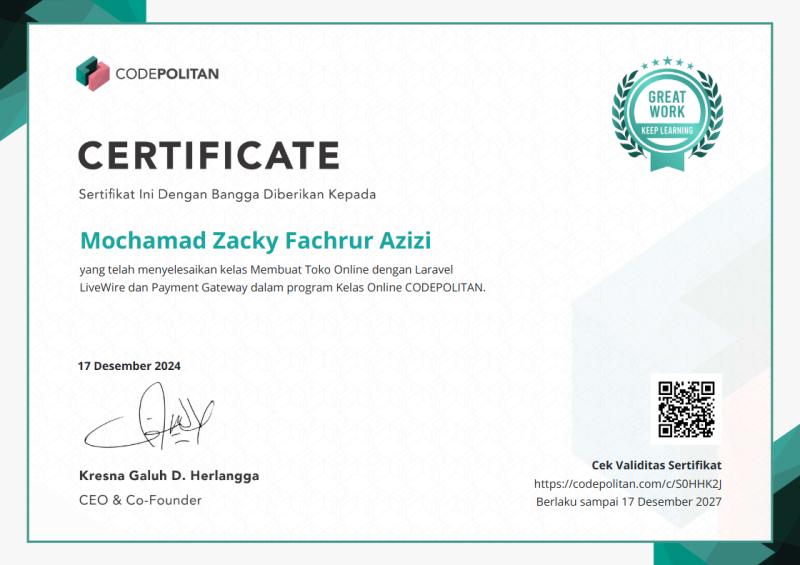 CODEPOLITAN
GREAT
WORK
KEEP LEARNING
CERTIFICATE
Sertifikat Ini Dengan Bangga Diberikan Kepada
Mochamad Zacky Fachrur Azizi
yang telah menyelesaikan kelas Membuat Toko Online dengan Laravel
LiveWire dan Payment Gateway dalam program Kelas Online CODEPOLITAN.
17 Desember 2024
Kresna Galuh D. Herlangga
CEO & Co-Founder
Cek Validitas Sertifikat
https://codepolitan.com/c/S0HHK2J
Berlaku sampai 17 Desember 2027